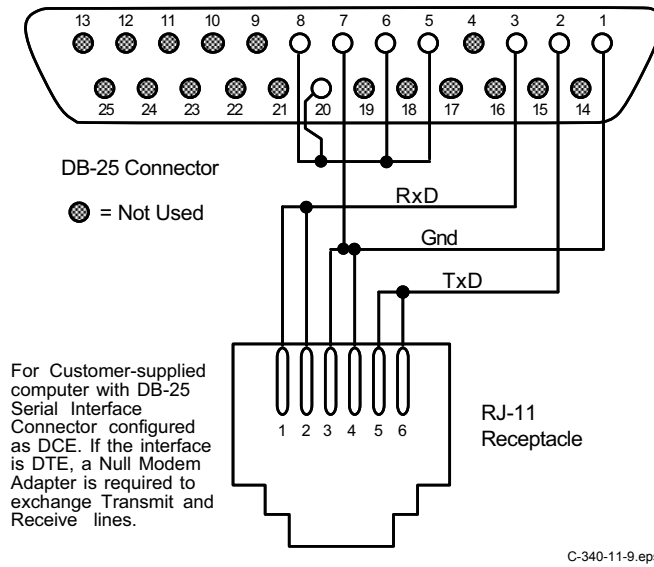 13 12 11 10 9 8 7 6 5 4 3 2 1
25 24 23 22 21 20 19 18 17 16 15 14
DB-25 Connector
= Not Used
RxD
Gnd
TxD
For Customer-supplied
computer with DB-25
Serial Interface
Connector configured
as DCE. If the interface
is DTE, a Null Modem
Adapter is required to
exchange Transmit and
Receive lines.
1 2 3 4 5 6
RJ-11
Receptacle
C-340-11-9.eps